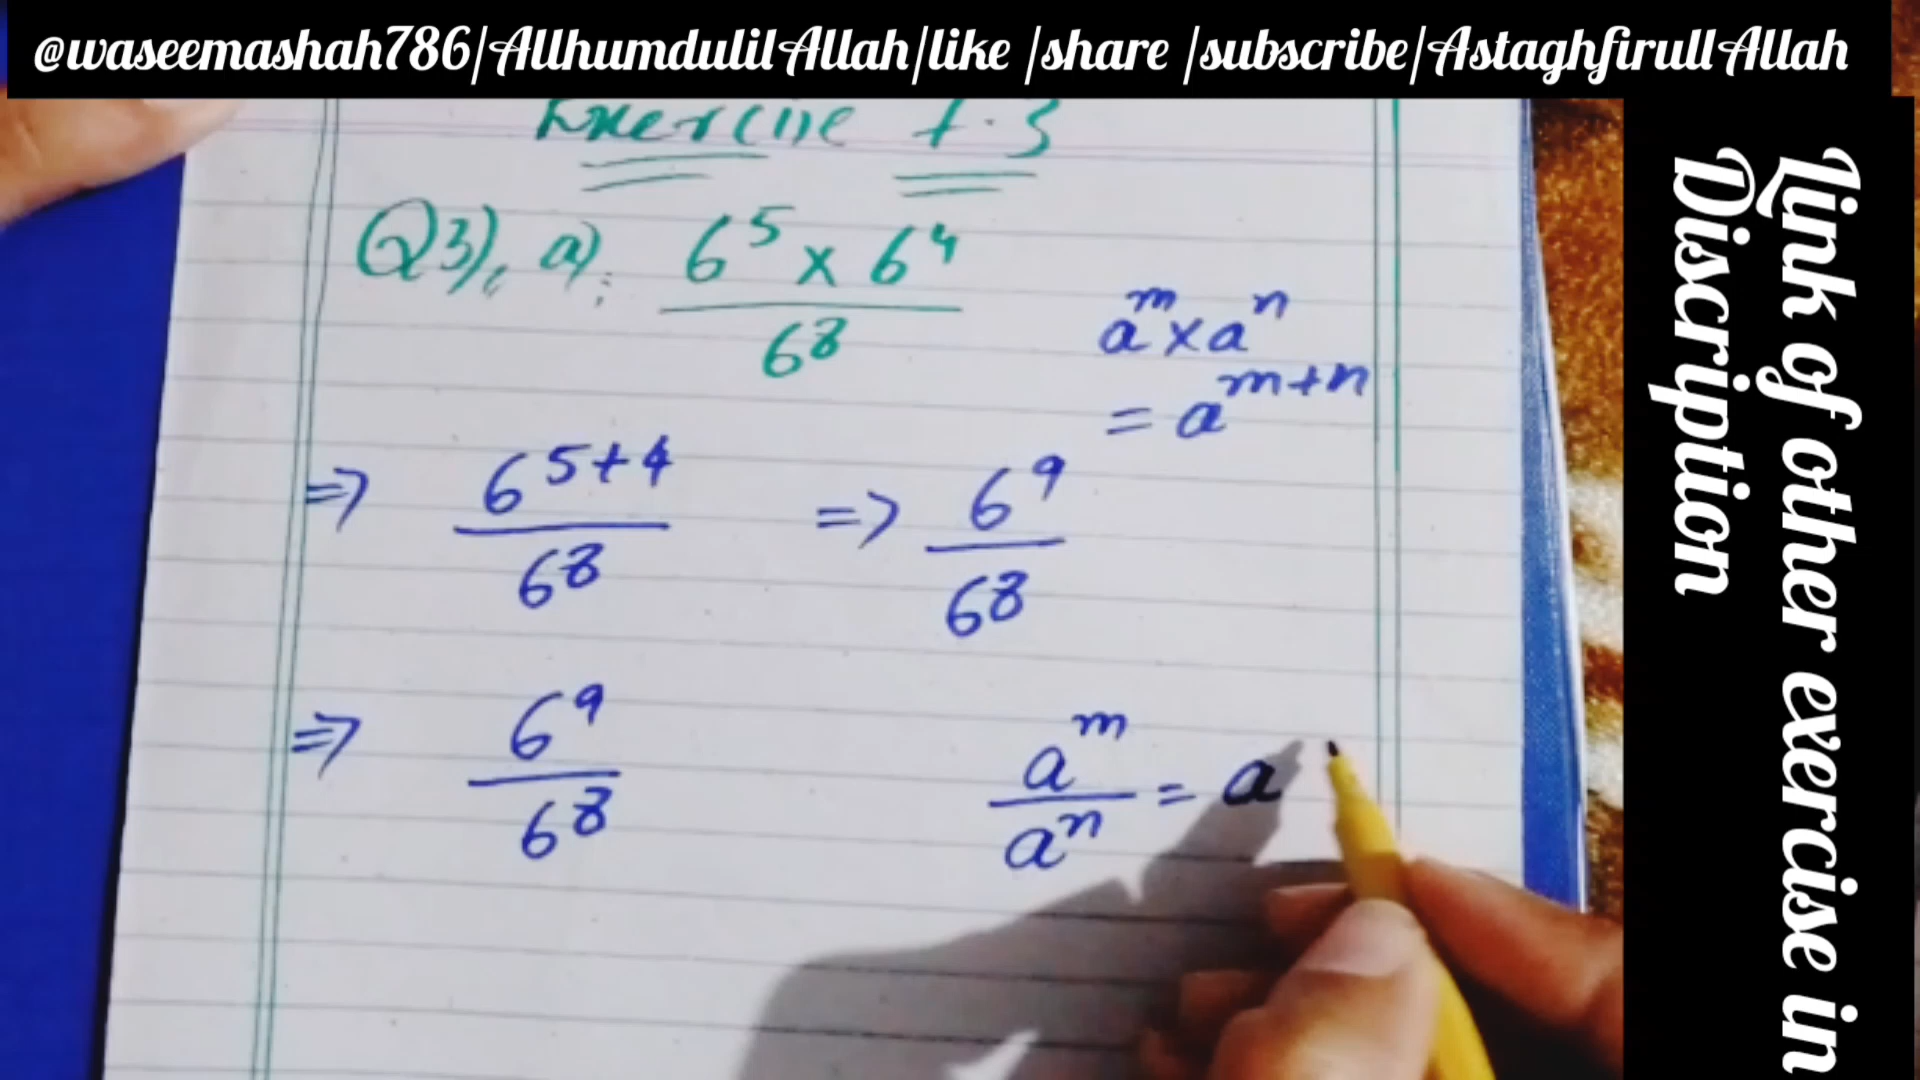 @waseemashah786/AllhumdulilAllah/like /share /subscribe/AstaghfirullAllah
Exercise 1.3
Q3), a): 6⁵ x 6⁴
6⁸
aᵐ x aⁿ
= aᵐ⁺ⁿ
=> 6⁵⁺⁴ => 6⁹
6⁸ 6⁸
=> 6⁹
6⁸
aᵐ = a
aⁿ
Link of other exercise in
Discription